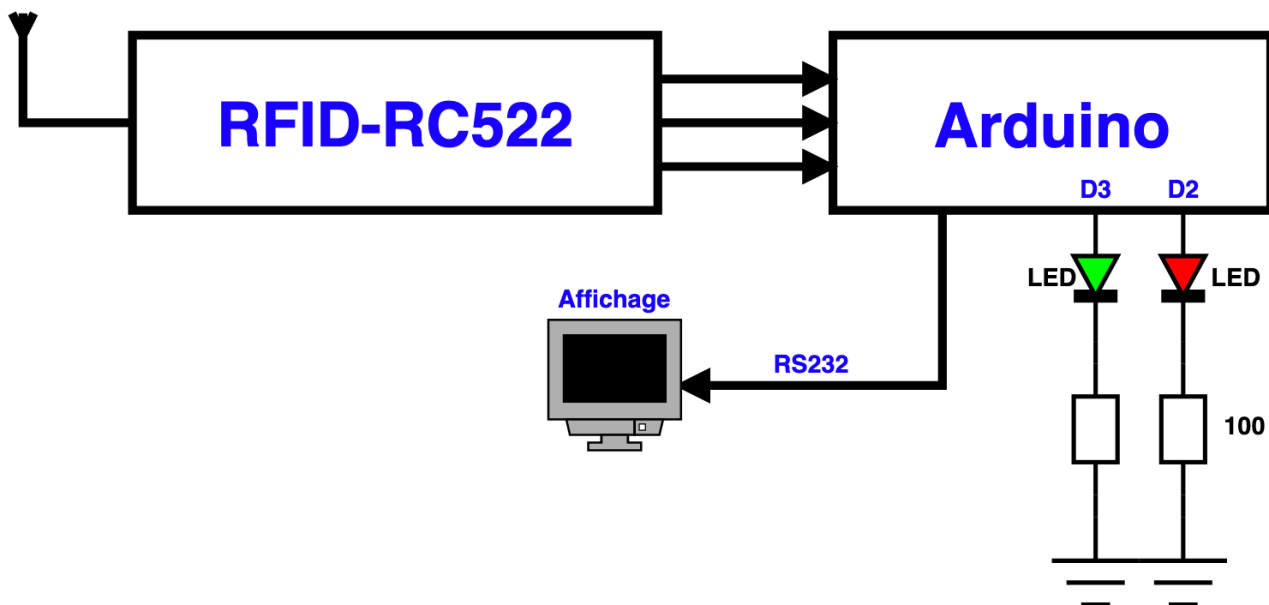 RFID-RC522
Arduino
D3
D2
LED
LED
Affichage
RS232
100